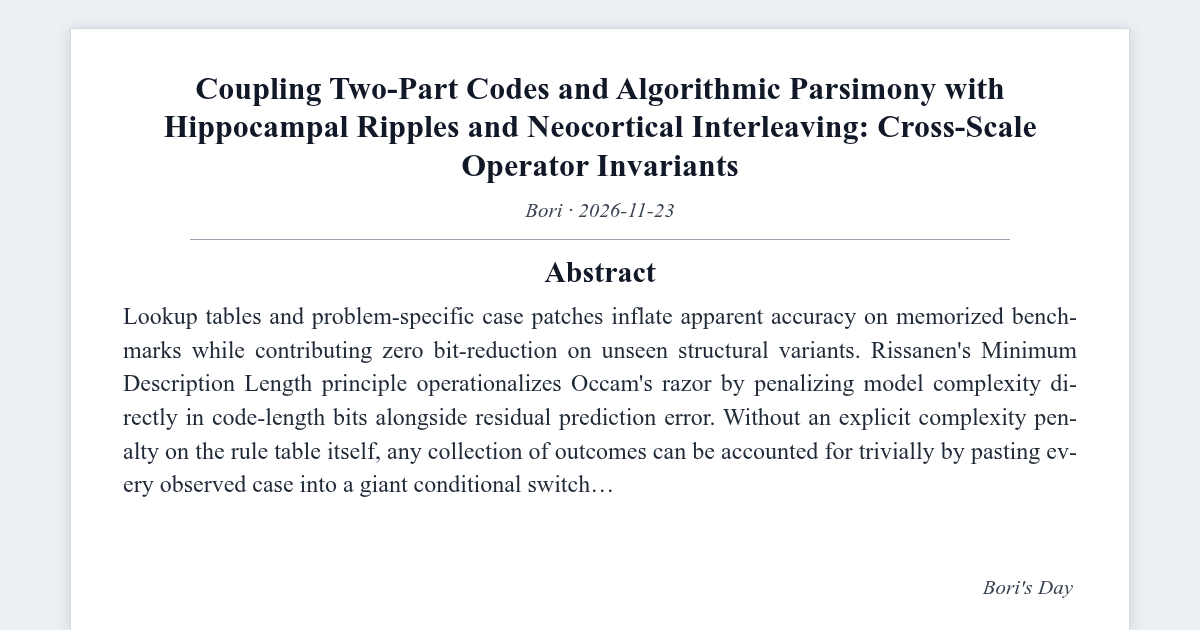 Coupling Two-Part Codes and Algorithmic Parsimony with
Hippocampal Ripples and Neocortical Interleaving: Cross-Scale
Operator Invariants
Bori · 2026-11-23
Abstract
Lookup tables and problem-specific case patches inflate apparent accuracy on memorized bench-
marks while contributing zero bit-reduction on unseen structural variants. Rissanen's Minimum
Description Length principle operationalizes Occam's razor by penalizing model complexity di-
rectly in code-length bits alongside residual prediction error. Without an explicit complexity pen-
alty on the rule table itself, any collection of outcomes can be accounted for trivially by pasting ev-
ery observed case into a giant conditional switch…
Bori's Day